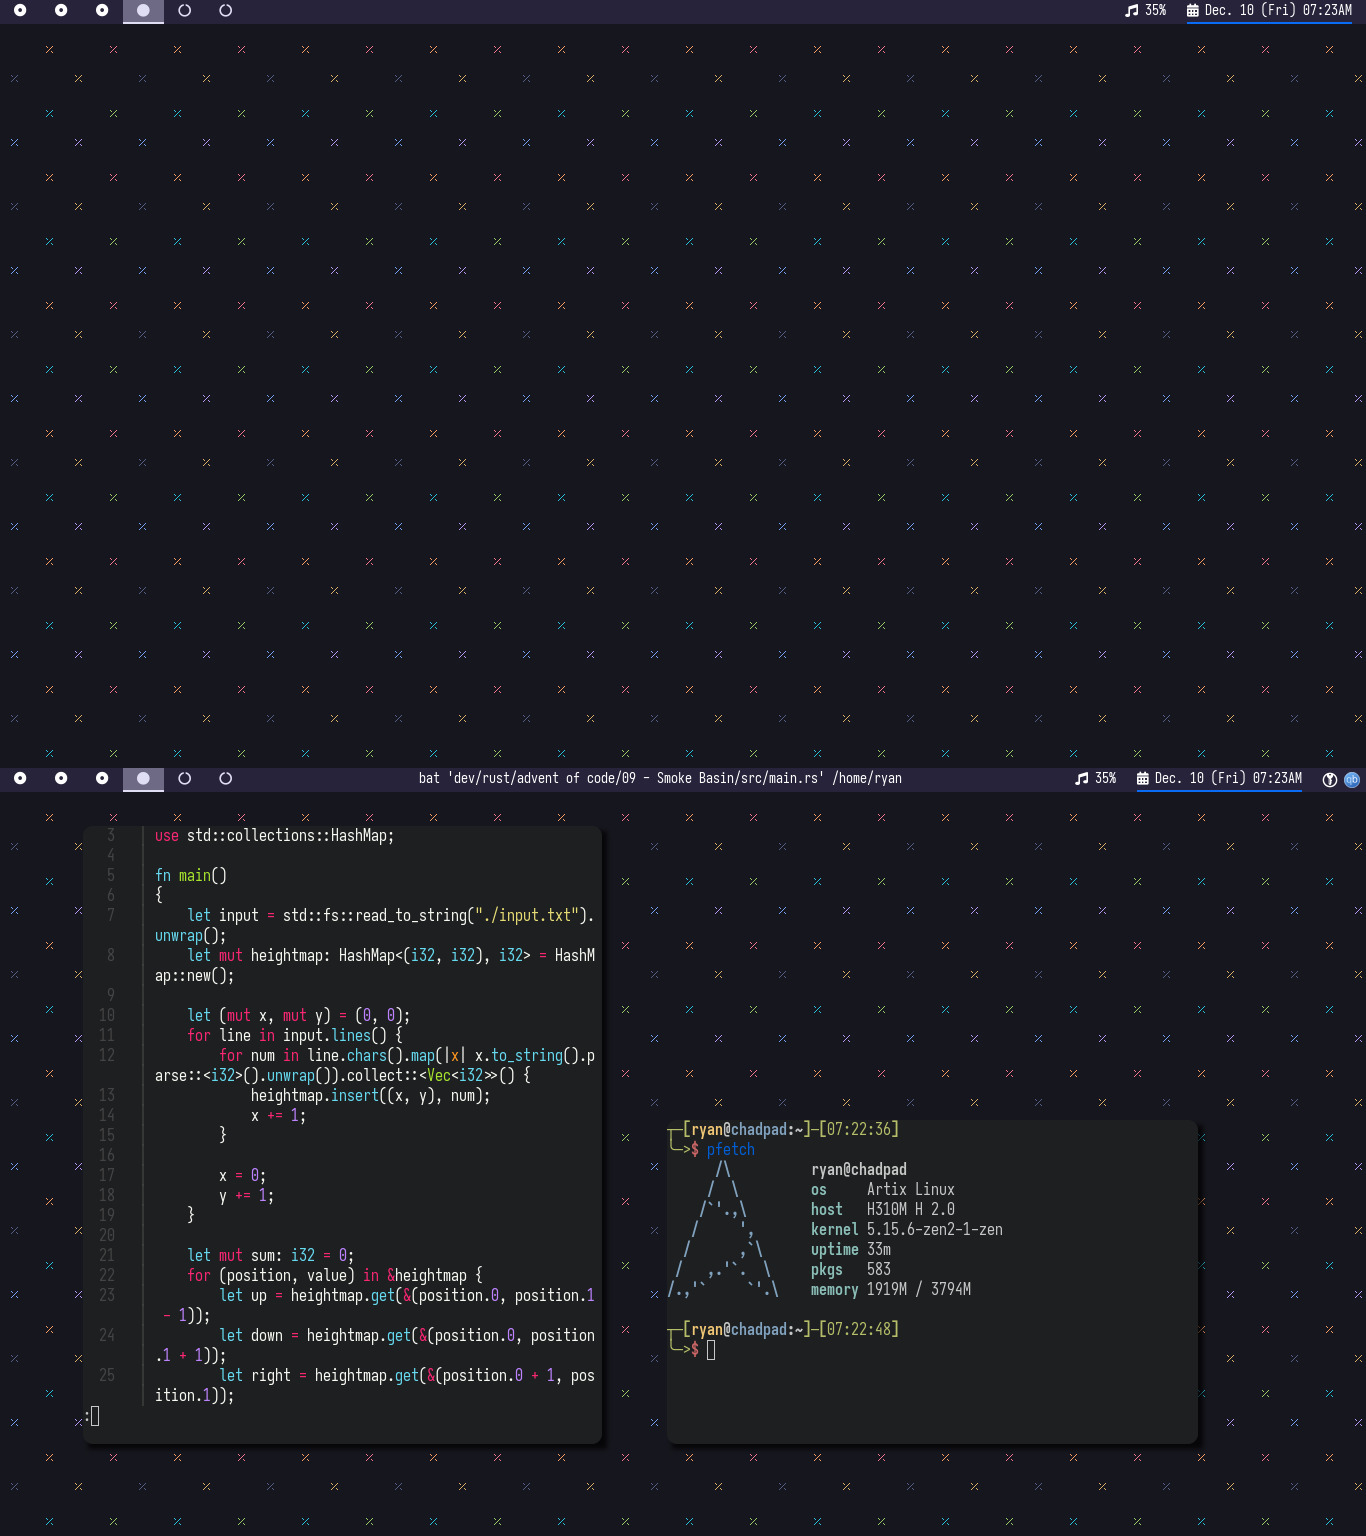 35% Dec. 10 (Fri) 07:23AM
bat 'dev/rust/advent of code/09 - Smoke Basin/src/main.rs' /home/ryan 35% Dec. 10 (Fri) 07:23AM qb
3 use std::collections::HashMap;
4
5 fn main()
6 {
7 let input = std::fs::read_to_string("./input.txt").
unwrap();
8 let mut heightmap: HashMap<(i32, i32), i32> = HashM
ap::new();
9
10 let (mut x, mut y) = (0, 0);
11 for line in input.lines() {
12 for num in line.chars().map(|x| x.to_string().p
arse::<i32>().unwrap()).collect::<Vec<i32>>() {
13 heightmap.insert((x, y), num);
14 x += 1;
15 }
16
17 x = 0;
18 y += 1;
19 }
20
21 let mut sum: i32 = 0;
22 for (position, value) in &heightmap {
23 let up = heightmap.get(&(position.0, position.1
- 1));
24 let down = heightmap.get(&(position.0, position
.1 + 1));
25 let right = heightmap.get(&(position.0 + 1, pos
ition.1));
:
┬─[ryan@chadpad:~]─[07:22:36]
╰─>$ pfetch
ryan@chadpad
os Artix Linux
host H310M H 2.0
kernel 5.15.6-zen2-1-zen
uptime 33m
pkgs 583
memory 1919M / 3794M
┬─[ryan@chadpad:~]─[07:22:48]
╰─>$